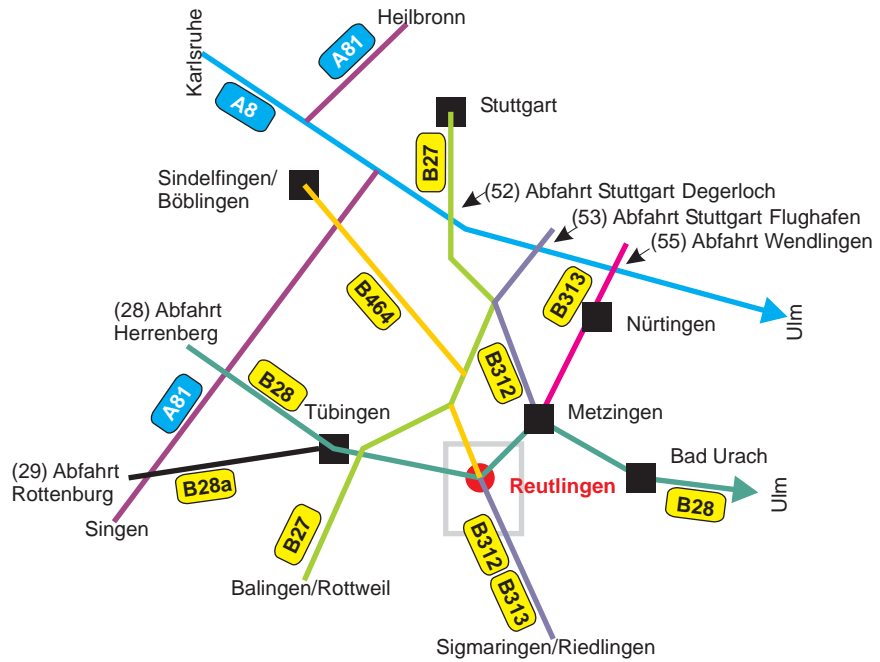 Heilbronn
Karlsruhe
A81
A8
Stuttgart
B27
Sindelfingen/
Böblingen
(52) Abfahrt Stuttgart Degerloch
(53) Abfahrt Stuttgart Flughafen
(55) Abfahrt Wendlingen
B464
B313
(28) Abfahrt
Herrenberg
Nürtingen
Ulm
B28
B312
A81
Tübingen
Metzingen
(29) Abfahrt
Rottenburg
B28a
Bad Urach
Reutlingen
B28
Ulm
Singen
B27
B312
B313
Balingen/Rottweil
Sigmaringen/Riedlingen